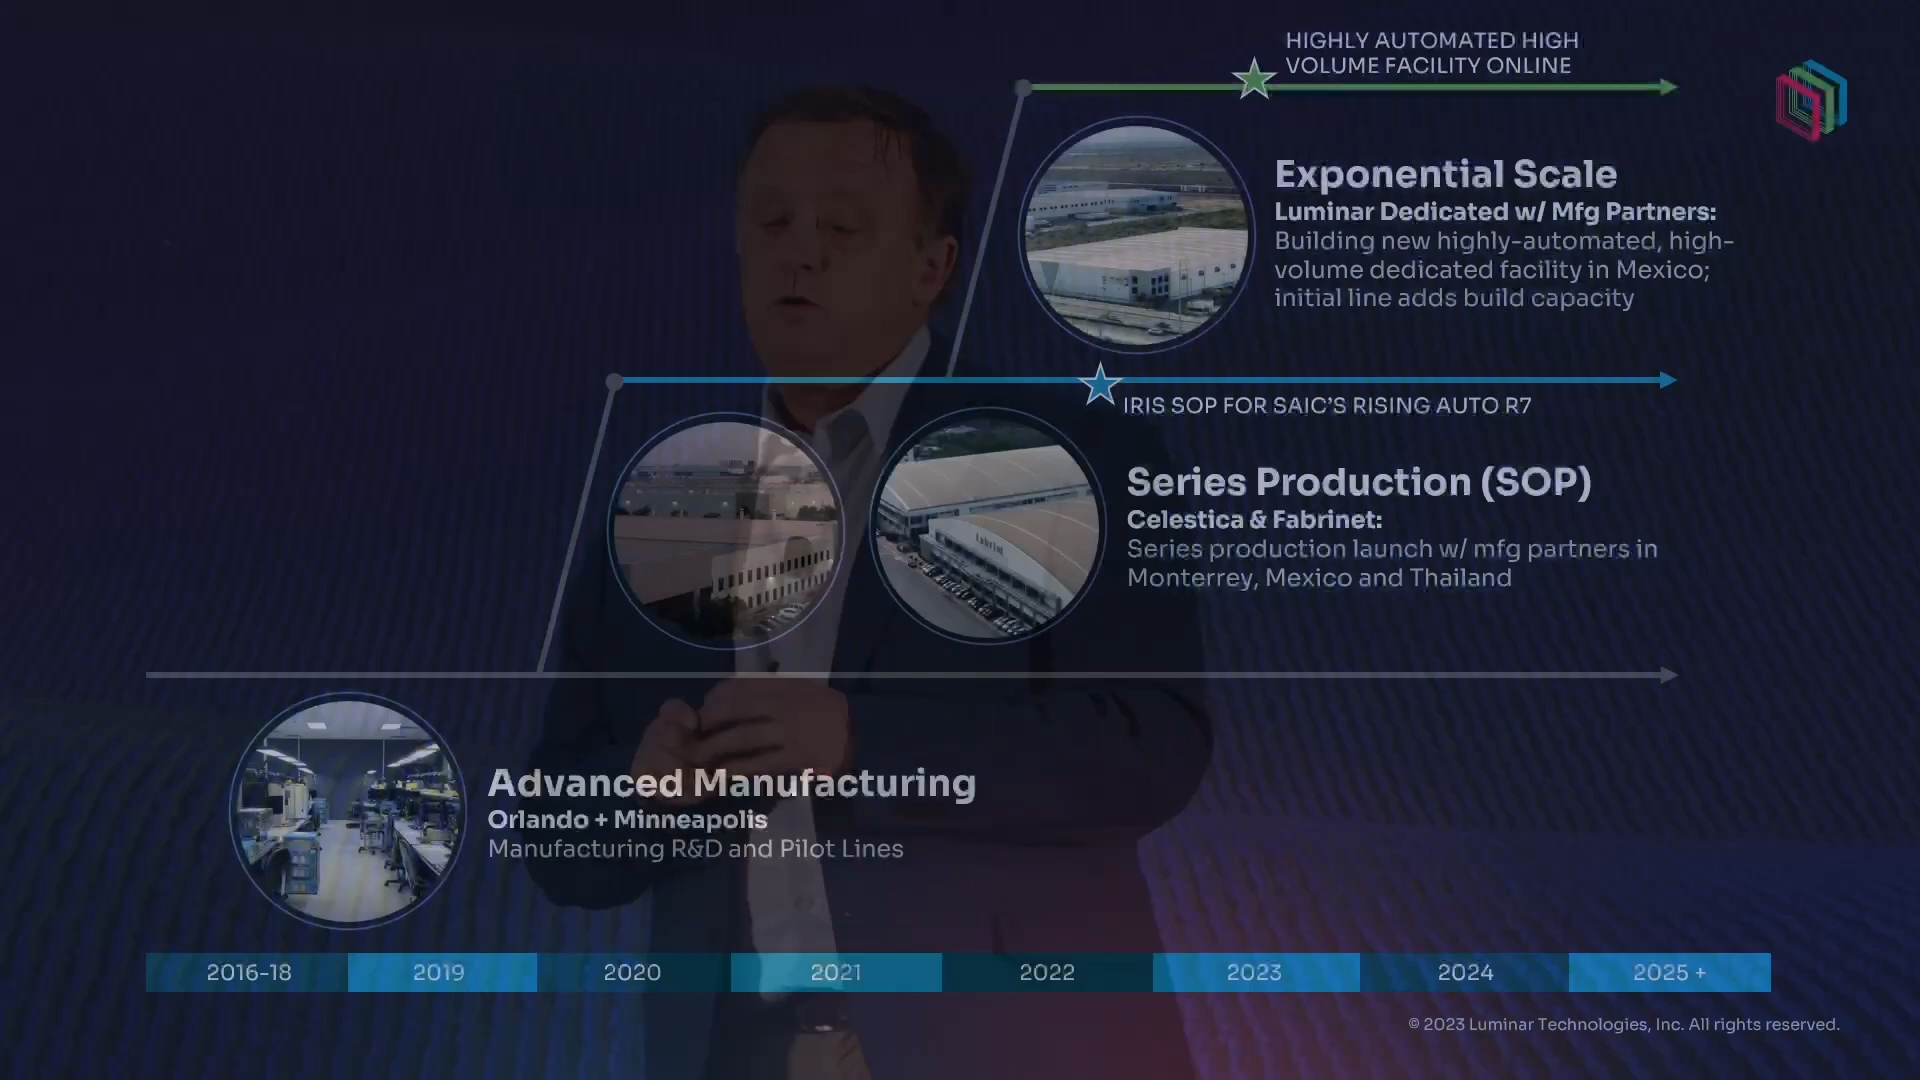 HIGHLY AUTOMATED HIGH
VOLUME FACILITY ONLINE
Exponential Scale
Luminar Dedicated w/ Mfg Partners:
Building new highly-automated, high-
volume dedicated facility in Mexico;
initial line adds build capacity
IRIS SOP FOR SAIC'S RISING AUTO R7
Series Production (SOP)
Celestica & Fabrinet:
Series production launch w/ mfg partners in
Monterrey, Mexico and Thailand
Advanced Manufacturing
Orlando + Minneapolis
Manufacturing R&D and Pilot Lines
2016-18 2019 2020 2021 2022 2023 2024 2025 +
© 2023 Luminar Technologies, Inc. All rights reserved.